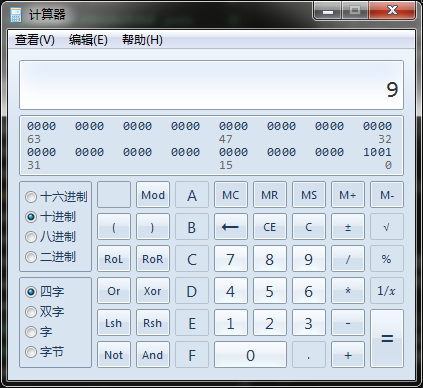 计算器
查看(V) 编辑(E) 帮助(H)
9
0000 0000 0000 0000 0000 0000 0000 0000
63 47 32
0000 0000 0000 0000 0000 0000 0000 1001
31 15 0
十六进制 Mod A MC MR MS M+ M-
十进制 ( ) B ← CE C ± √
八进制
二进制 RoL RoR C 7 8 9 / %
四字 Or Xor D 4 5 6 * 1/x
双字
字 Lsh Rsh E 1 2 3 - =
字节 Not And F 0 . +